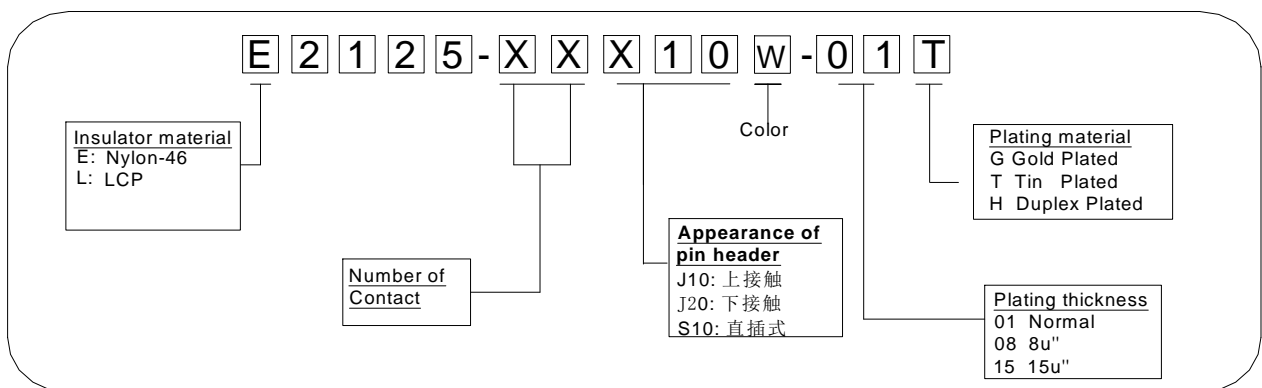 E2125-XXX10W-01T
Color
Insulator material
E: Nylon-46
L: LCP
Plating material
G Gold Plated
T Tin Plated
H Duplex Plated
Appearance of
pin header
J10: 上接触
J20: 下接触
S10: 直插式
Number of
Contact
Plating thickness
01 Normal
08 8u"
15 15u"